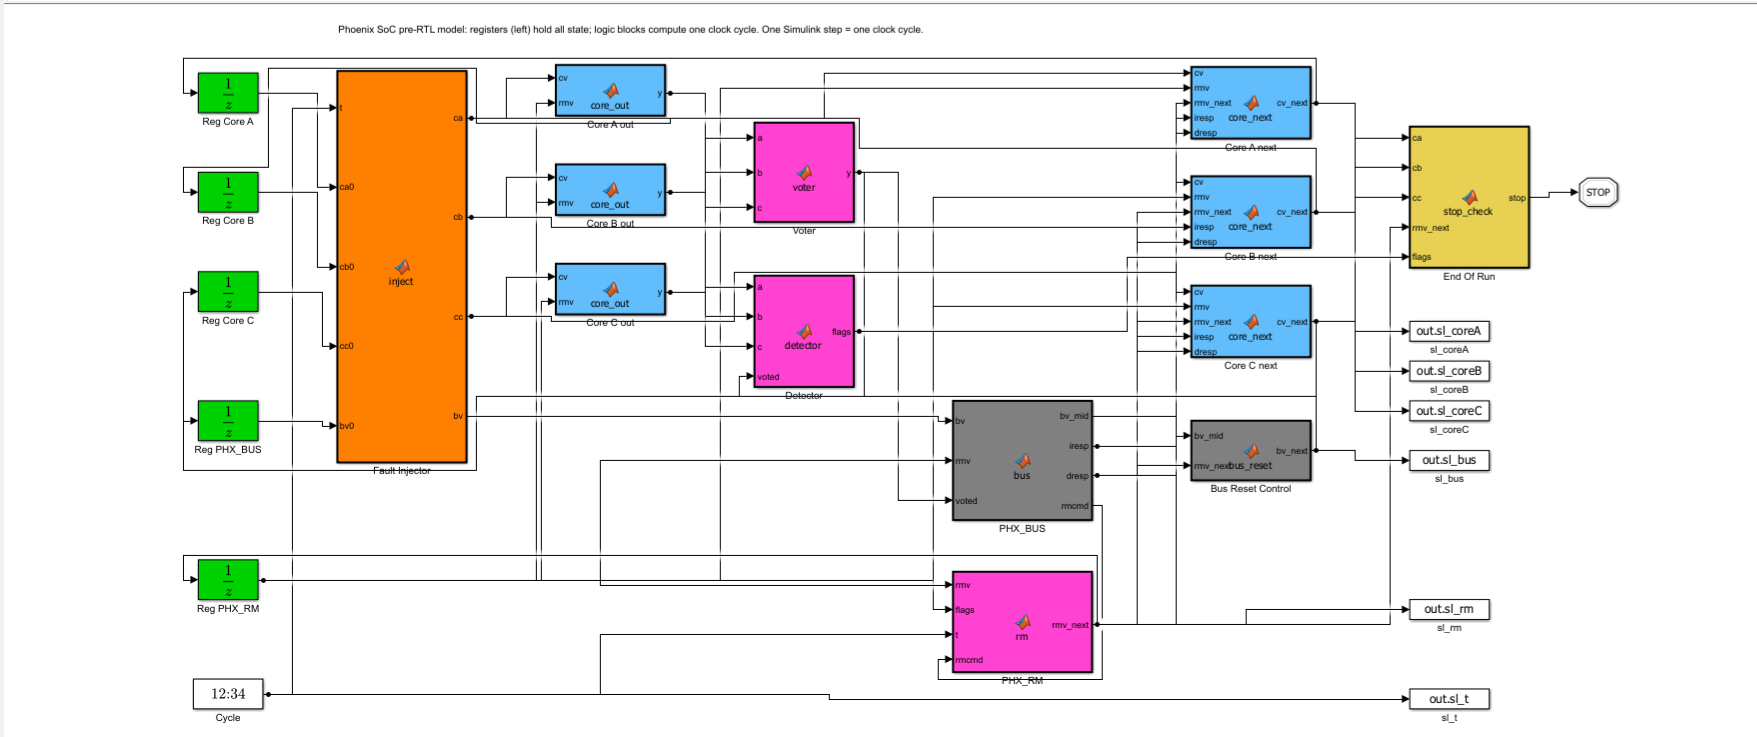 Phoenix SoC pre-RTL model: registers (left) hold all state; logic blocks compute one clock cycle. One Simulink step = one clock cycle.
1
z
Reg Core A
1
z
Reg Core B
1
z
Reg Core C
1
z
Reg PHX_BUS
1
z
Reg PHX_RM
12:34
Cycle
t
ca0
cb0
cc0
bv0
inject
ca
cb
cc
bv
Fault Injector
cv
rmv
core_out
y
Core A out
cv
rmv
core_out
y
Core B out
cv
rmv
core_out
y
Core C out
a
b
c
voter
y
Voter
a
b
c
voted
detector
flags
Detector
bv
rmv
voted
bus
bv_mid
iresp
dresp
rmcmd
PHX_BUS
rmv
flags
t
rmcmd
rm
rmv_next
PHX_RM
cv
rmv
rmv_next
iresp
dresp
core_next
cv_next
Core A next
cv
rmv
rmv_next
iresp
dresp
core_next
cv_next
Core B next
cv
rmv
rmv_next
iresp
dresp
core_next
cv_next
Core C next
bv_mid
rmv_next
bus_reset
bv_next
Bus Reset Control
ca
cb
cc
rmv_next
flags
stop_check
stop
End Of Run
STOP
out.sl_coreA
sl_coreA
out.sl_coreB
sl_coreB
out.sl_coreC
sl_coreC
out.sl_bus
sl_bus
out.sl_rm
sl_rm
out.sl_t
sl_t